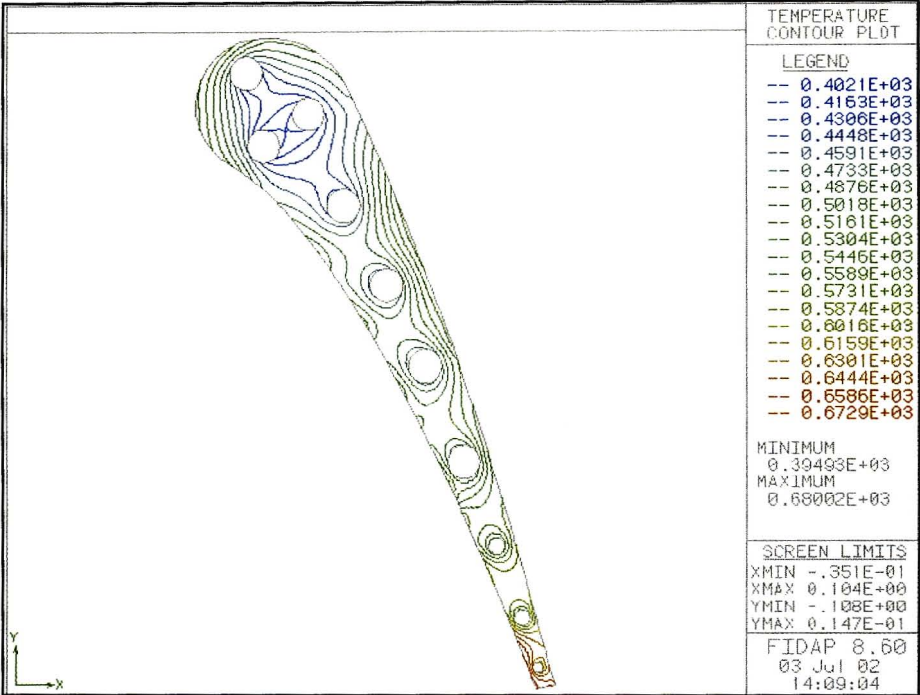 TEMPERATURE
CONTOUR PLOT
LEGEND
-- 0.4021E+03
-- 0.4163E+03
-- 0.4306E+03
-- 0.4448E+03
-- 0.4591E+03
-- 0.4733E+03
-- 0.4876E+03
-- 0.5018E+03
-- 0.5161E+03
-- 0.5304E+03
-- 0.5446E+03
-- 0.5589E+03
-- 0.5731E+03
-- 0.5874E+03
-- 0.6016E+03
-- 0.6159E+03
-- 0.6301E+03
-- 0.6444E+03
-- 0.6586E+03
-- 0.6729E+03
MINIMUM
0.39493E+03
MAXIMUM
0.68002E+03
SCREEN LIMITS
XMIN -.351E-01
XMAX 0.104E+00
YMIN -.108E+00
YMAX 0.147E-01
FIDAP 8.60
03 Jul 02
14:09:04
Y
X